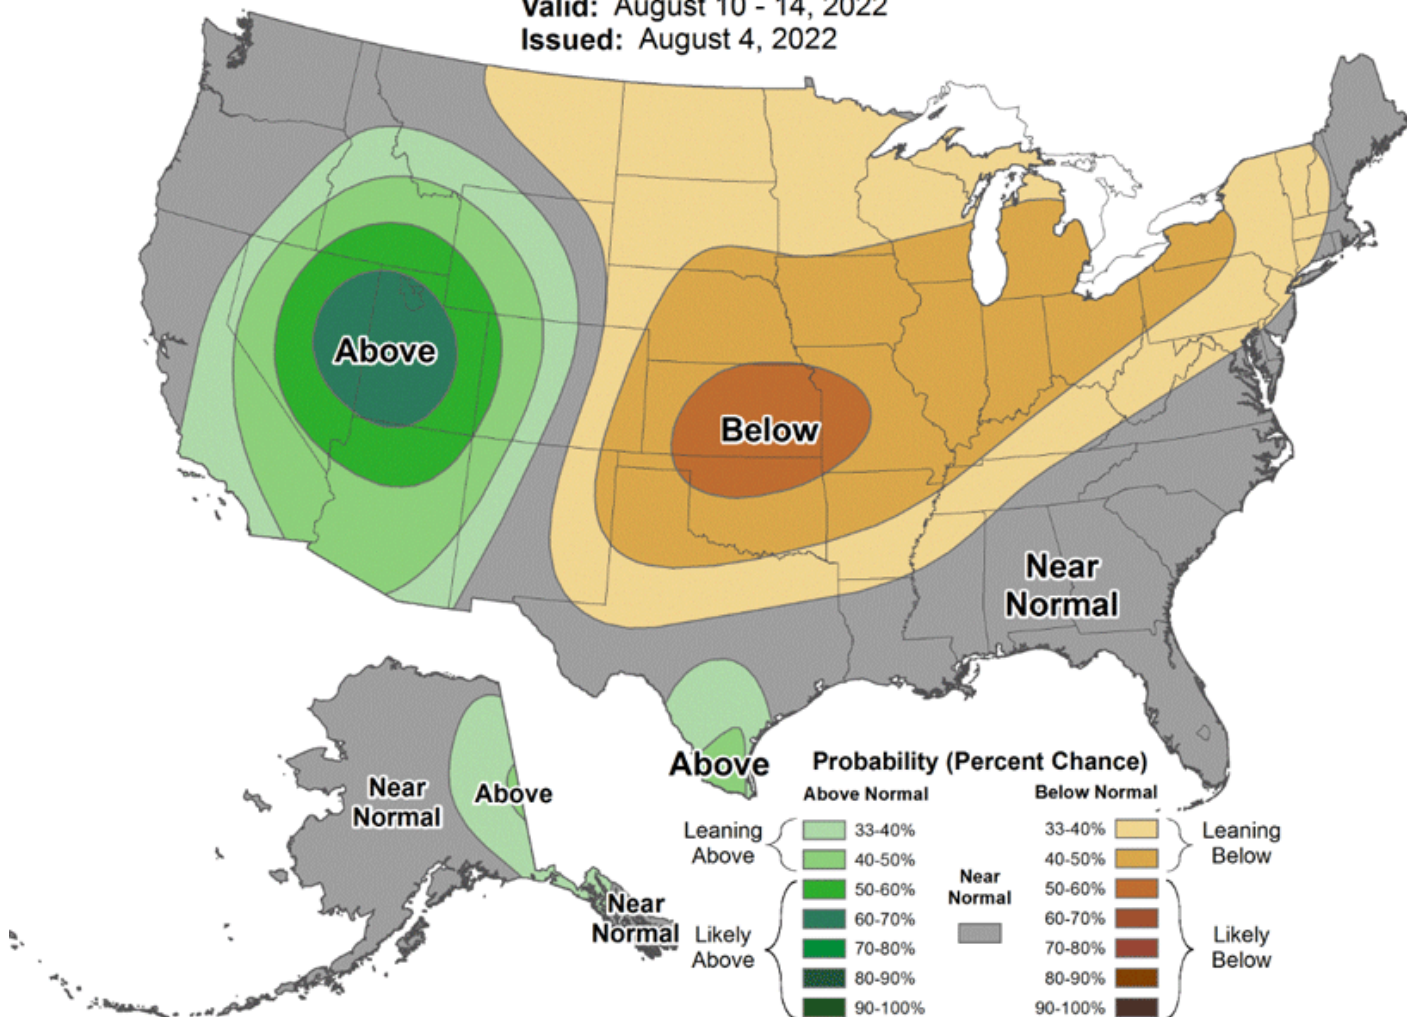 Valid: August 10 - 14, 2022
Issued: August 4, 2022
Above
Below
Near
Normal
Above
Near
Normal
Above
Near
Normal
Probability (Percent Chance)
Above Normal
Below Normal
Leaning
Above
33-40%
40-50%
50-60%
60-70%
70-80%
80-90%
90-100%
Likely
Above
Near
Normal
33-40%
40-50%
50-60%
60-70%
70-80%
80-90%
90-100%
Leaning
Below
Likely
Below